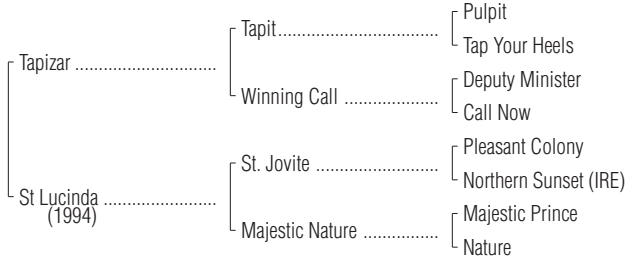 Pulpit
Tapit
Tap Your Heels
Tapizar
Deputy Minister
Winning Call
Call Now
Pleasant Colony
St. Jovite
Northern Sunset (IRE)
St Lucinda
(1994)
Majestic Prince
Majestic Nature
Nature